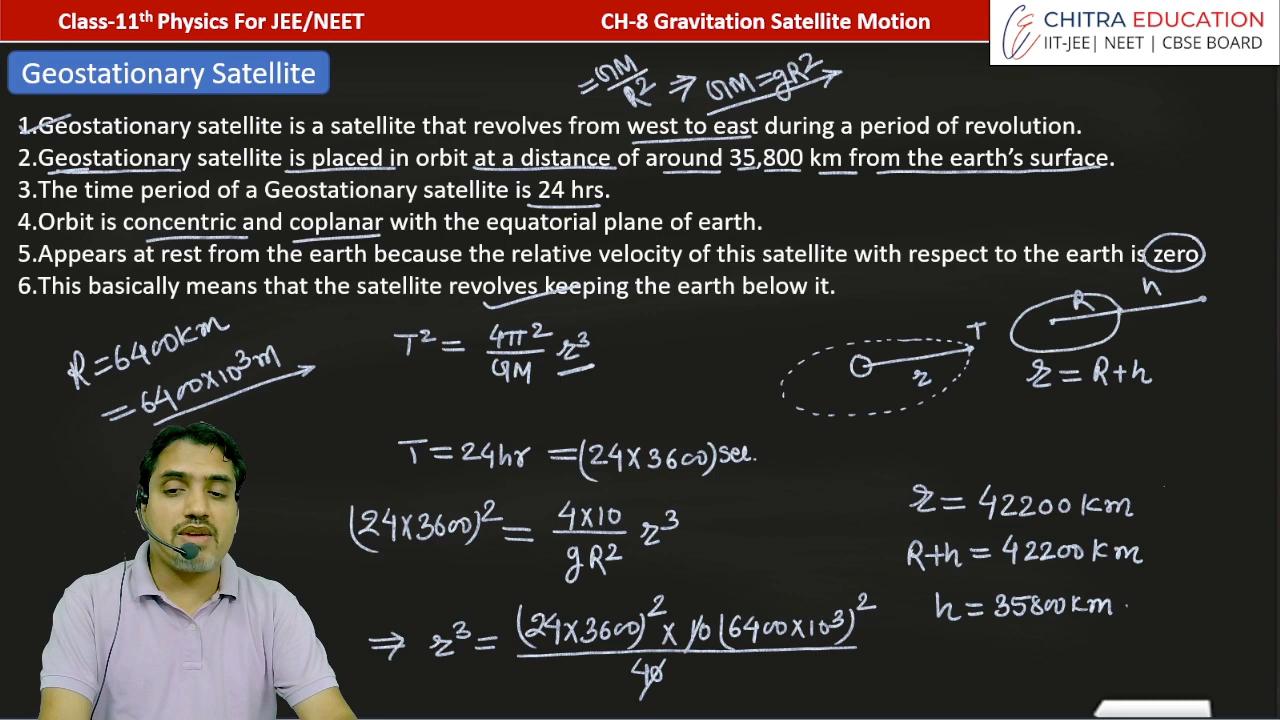 Class-11th Physics For JEE/NEET
CH-8 Gravitation Satellite Motion
CHITRA EDUCATION
IIT-JEE| NEET | CBSE BOARD
Geostationary Satellite
= GM/R² ⇒ GM = gR²
1.Geostationary satellite is a satellite that revolves from west to east during a period of revolution.
2.Geostationary satellite is placed in orbit at a distance of around 35,800 km from the earth's surface.
3.The time period of a Geostationary satellite is 24 hrs.
4.Orbit is concentric and coplanar with the equatorial plane of earth.
5.Appears at rest from the earth because the relative velocity of this satellite with respect to the earth is zero
6.This basically means that the satellite revolves keeping the earth below it.
R = 6400 km
= 6400 × 10³ m
T² = 4π²/GM r³
T
r
R
h
r = R+h
T = 24hr = (24×3600) sec.
(24×3600)² = 4×10/gR² r³
⇒ r³ = (24×3600)² × 10 (6400×10³)²/40
r = 42200 km
R+h = 42200 km
h = 35800 km.